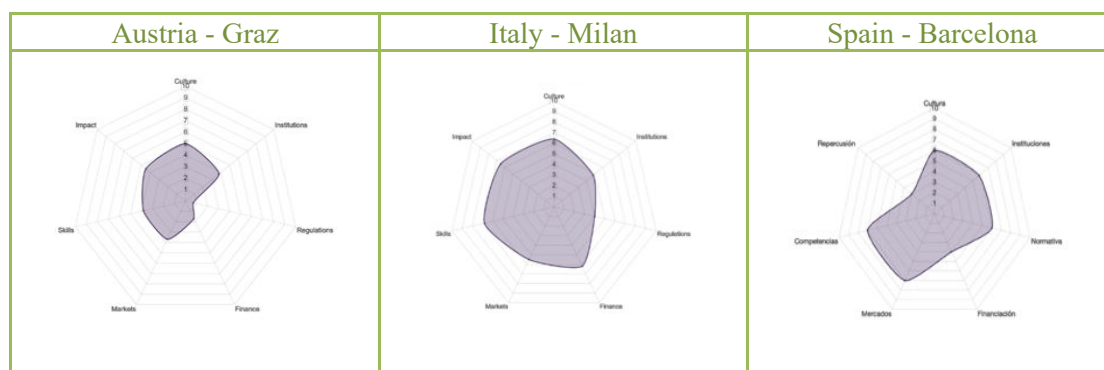 Austria - Graz
Italy - Milan
Spain - Barcelona
Culture
10
9
8
7
6
5
4
3
2
1
Impact
Institutions
Skills
Regulations
Markets
Finance
Culture
10
9
8
7
6
5
4
3
2
1
Impact
Institutions
Skills
Regulations
Markets
Finance
Cultura
10
9
8
7
6
5
4
3
2
1
Repercusión
Instituciones
Competencias
Normativa
Mercados
Financiación